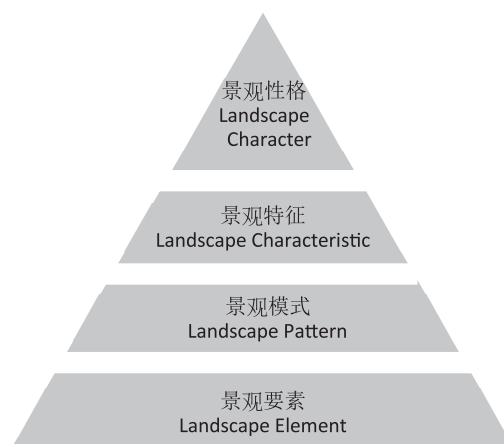 景观性格
Landscape
Character
景观特征
Landscape Characteristic
景观模式
Landscape Pattern
景观要素
Landscape Element